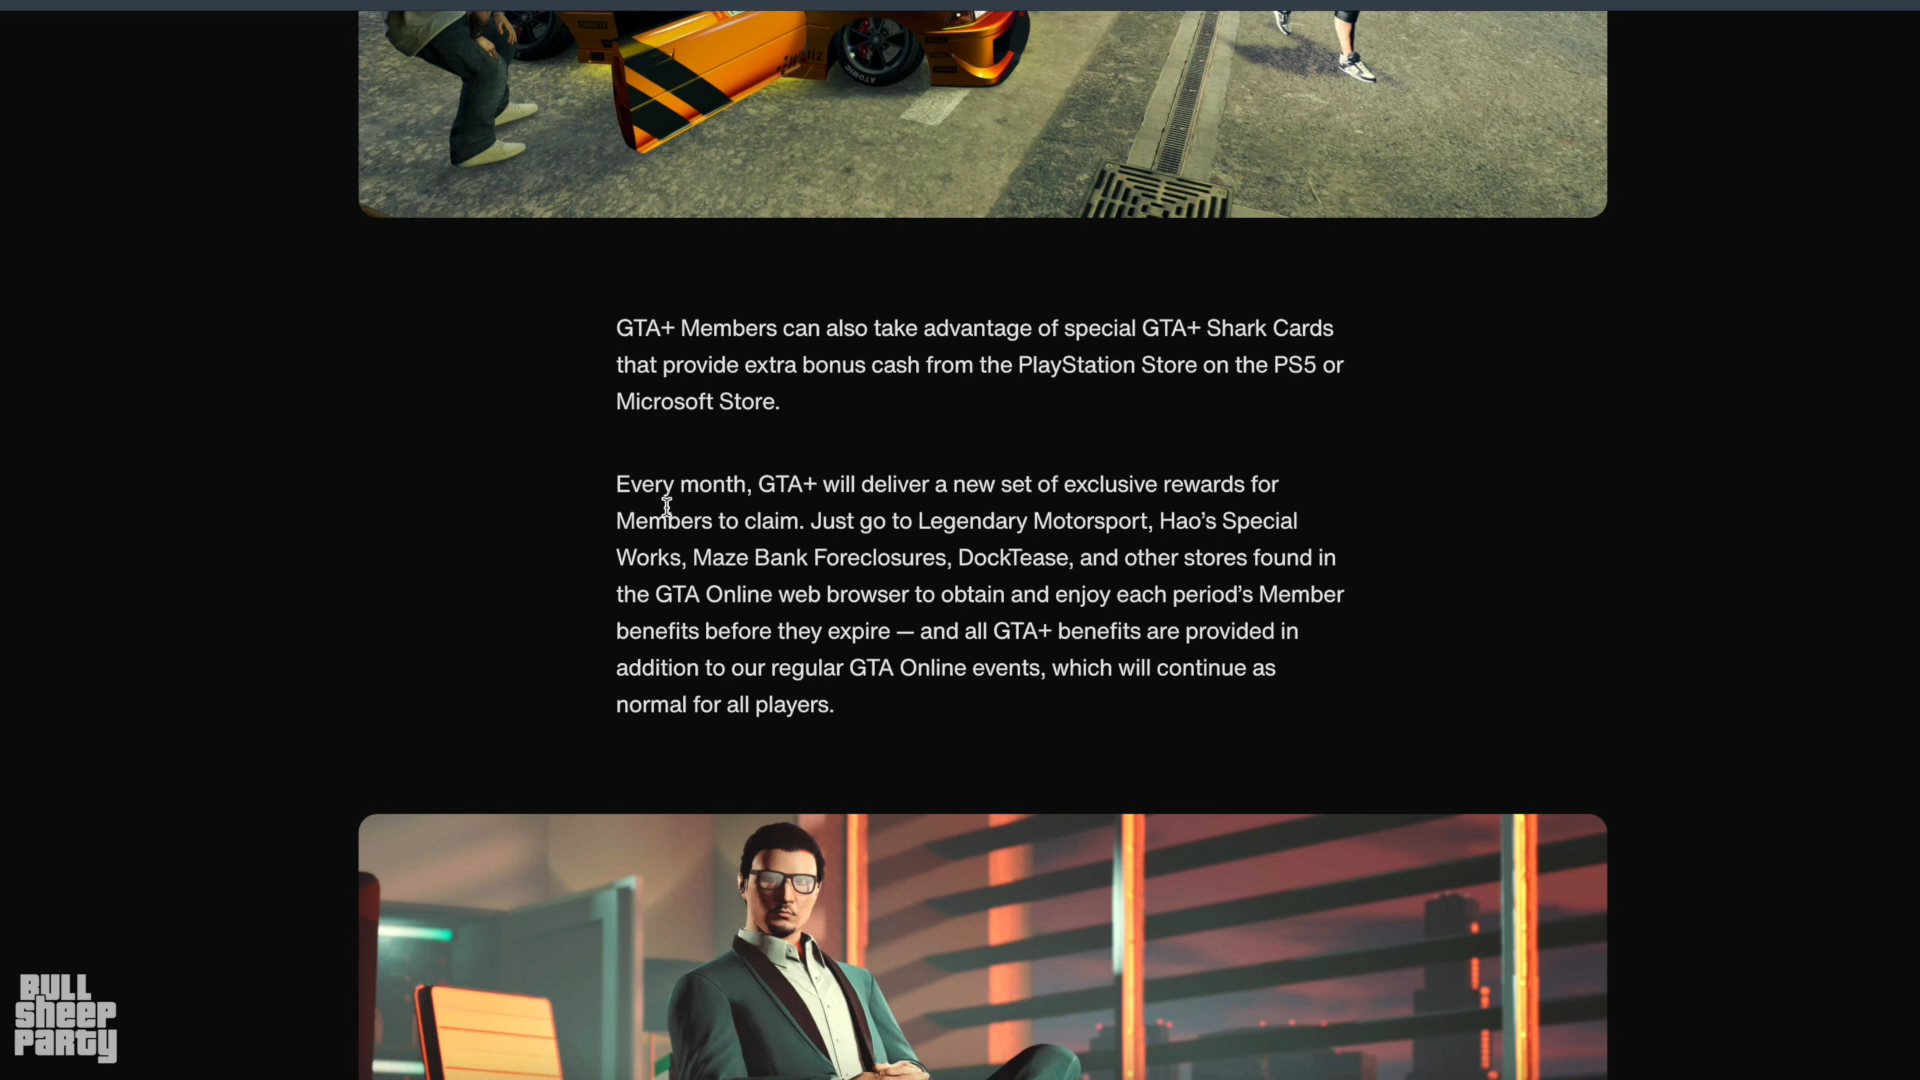 GTA+ Members can also take advantage of special GTA+ Shark Cards
that provide extra bonus cash from the PlayStation Store on the PS5 or
Microsoft Store.
Every month, GTA+ will deliver a new set of exclusive rewards for
Members to claim. Just go to Legendary Motorsport, Hao’s Special
Works, Maze Bank Foreclosures, DockTease, and other stores found in
the GTA Online web browser to obtain and enjoy each period’s Member
benefits before they expire — and all GTA+ benefits are provided in
addition to our regular GTA Online events, which will continue as
normal for all players.
BULL
sheep
party